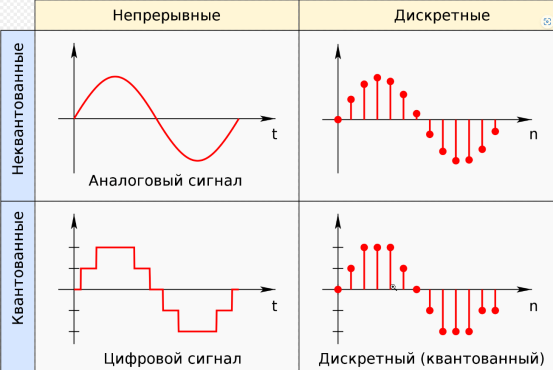 Непрерывные
Дискретные
Неквантованные
t
n
Аналоговый сигнал
Квантованные
t
n
Цифровой сигнал
Дискретный (квантованный)